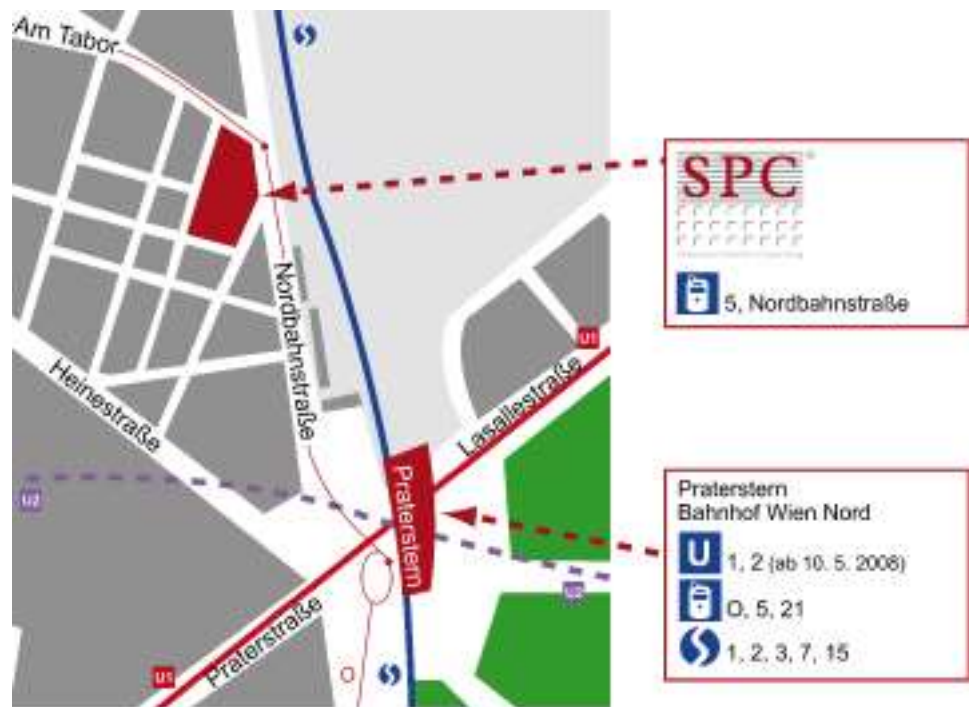 Am Tabor
SPC
5, Nordbahnstraße
Nordbahnstraße
U1
Heinestraße
Lasallestraße
U2
Praterstern
Praterstern
Bahnhof Wien Nord
U 1, 2 (ab 10. 5. 2008)
O, 5, 21
1, 2, 3, 7, 15
U2
Praterstraße
U1
O